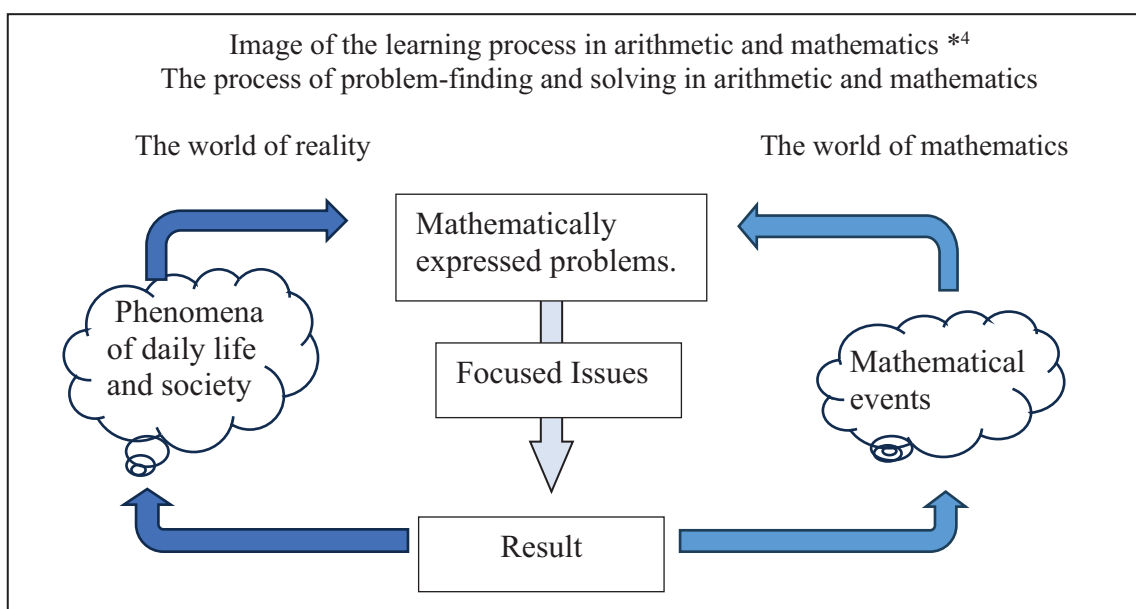 Image of the learning process in arithmetic and mathematics *4
The process of problem-finding and solving in arithmetic and mathematics
The world of reality
The world of mathematics
Mathematically
expressed problems.
Phenomena
of daily life
and society
Focused Issues
Mathematical
events
Result